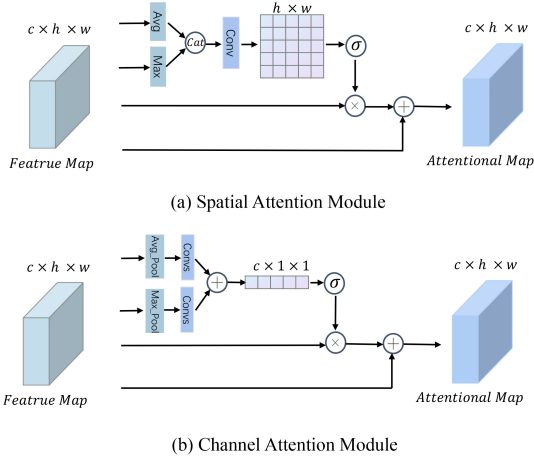 c × h × w
Avg
Max
Cat
Conv
h × w
σ
×
+
c × h × w
Featrue Map
Attentional Map
(a) Spatial Attention Module
c × h × w
Avg_Pool
Convs
Max_Pool
Convs
+
c × 1 × 1
σ
×
+
c × h × w
Featrue Map
Attentional Map
(b) Channel Attention Module